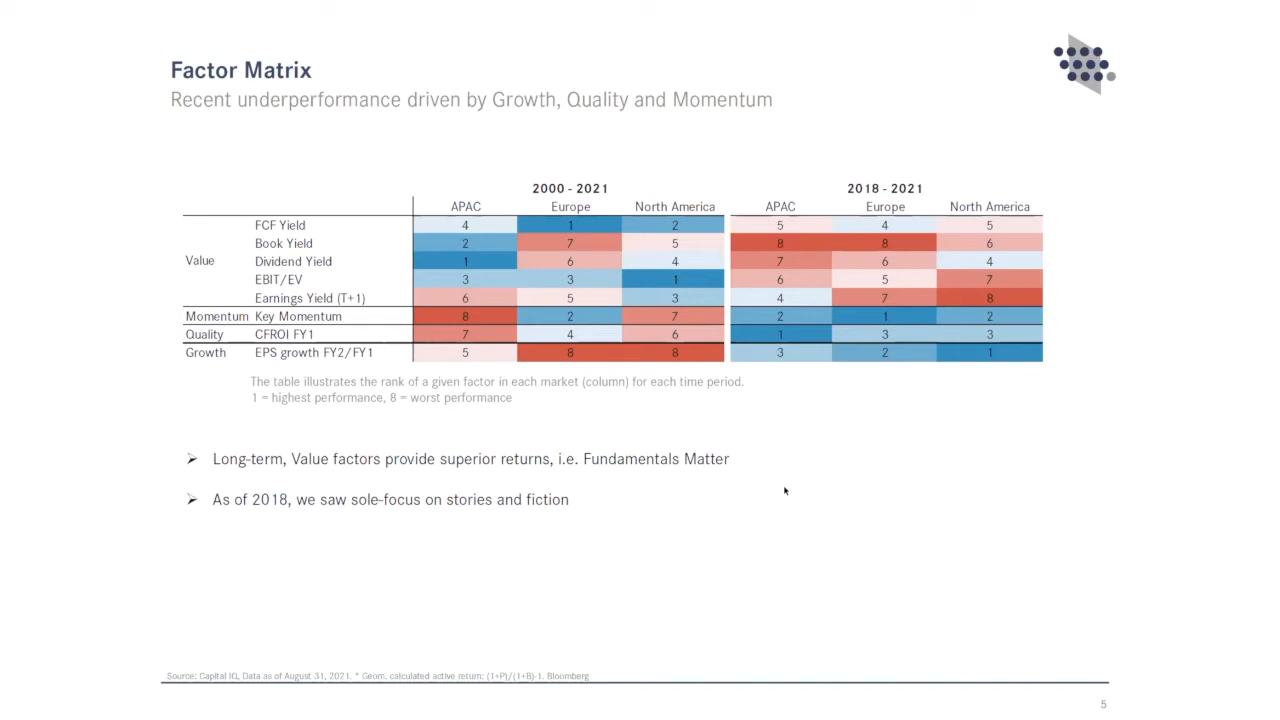 Factor Matrix
Recent underperformance driven by Growth, Quality and Momentum
2000 - 2021 2018 - 2021
APAC Europe North America APAC Europe North America
FCF Yield 4 1 2 5 4 5
Book Yield 2 7 5 8 8 6
Value Dividend Yield 1 6 4 7 6 4
EBIT/EV 3 3 1 6 5 7
Earnings Yield (T+1) 6 5 3 4 7 8
Momentum Key Momentum 8 2 7 2 1 2
Quality CFROI FY1 7 4 6 1 3 3
Growth EPS growth FY2/FY1 5 8 8 3 2 1
The table illustrates the rank of a given factor in each market (column) for each time period.
1 = highest performance, 8 = worst performance
➢ Long-term, Value factors provide superior returns, i.e. Fundamentals Matter
➢ As of 2018, we saw sole-focus on stories and fiction
Source: Capital IQ, Data as of August 31, 2021. * Geom. calculated active return: (1+P)/(1+B)-1. Bloomberg
5